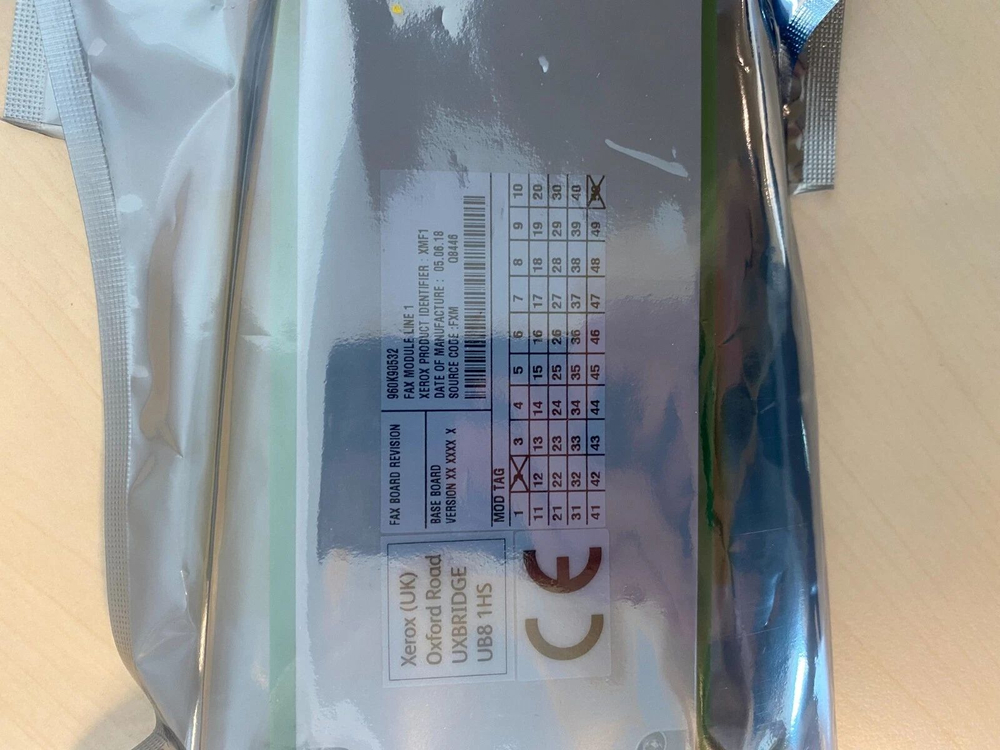 Xerox (UK)
Oxford Road
UXBRIDGE
UB8 1HS
CE
FAX BOARD REVISION
BASE BOARD
VERSION XX XXXX X
960K90532
FAX MODULE LINE 1
XEROX PRODUCT IDENTIFIER : XMF1
DATE OF MANUFACTURE : 05.06.18
SOURCE CODE :FXM Q8446
MOD TAG
1 3 4 5 6 7 8 9 10
11 12 13 14 15 16 17 18 19 20
21 22 23 24 25 26 27 28 29 30
31 32 33 34 35 36 37 38 39 40
41 42 43 44 45 46 47 48 49